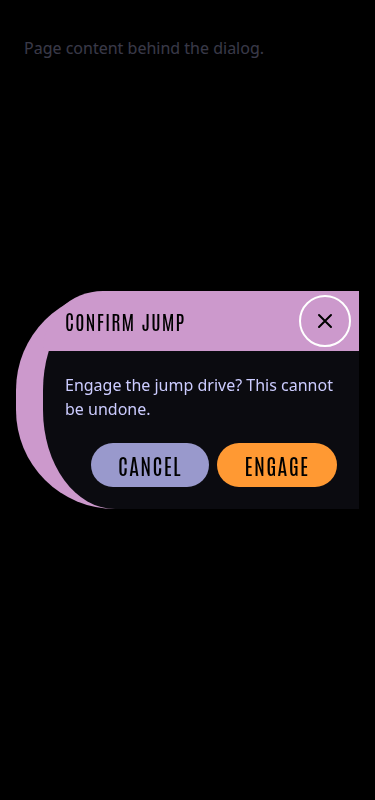 Page content behind the dialog.
CONFIRM JUMP
Engage the jump drive? This cannot
be undone.
CANCEL
ENGAGE